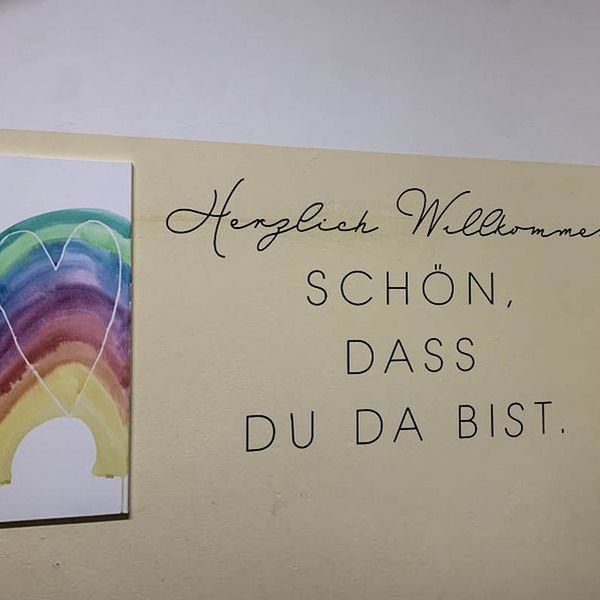 Herzlich Willkomme
SCHÖN,
DASS
DU DA BIST.